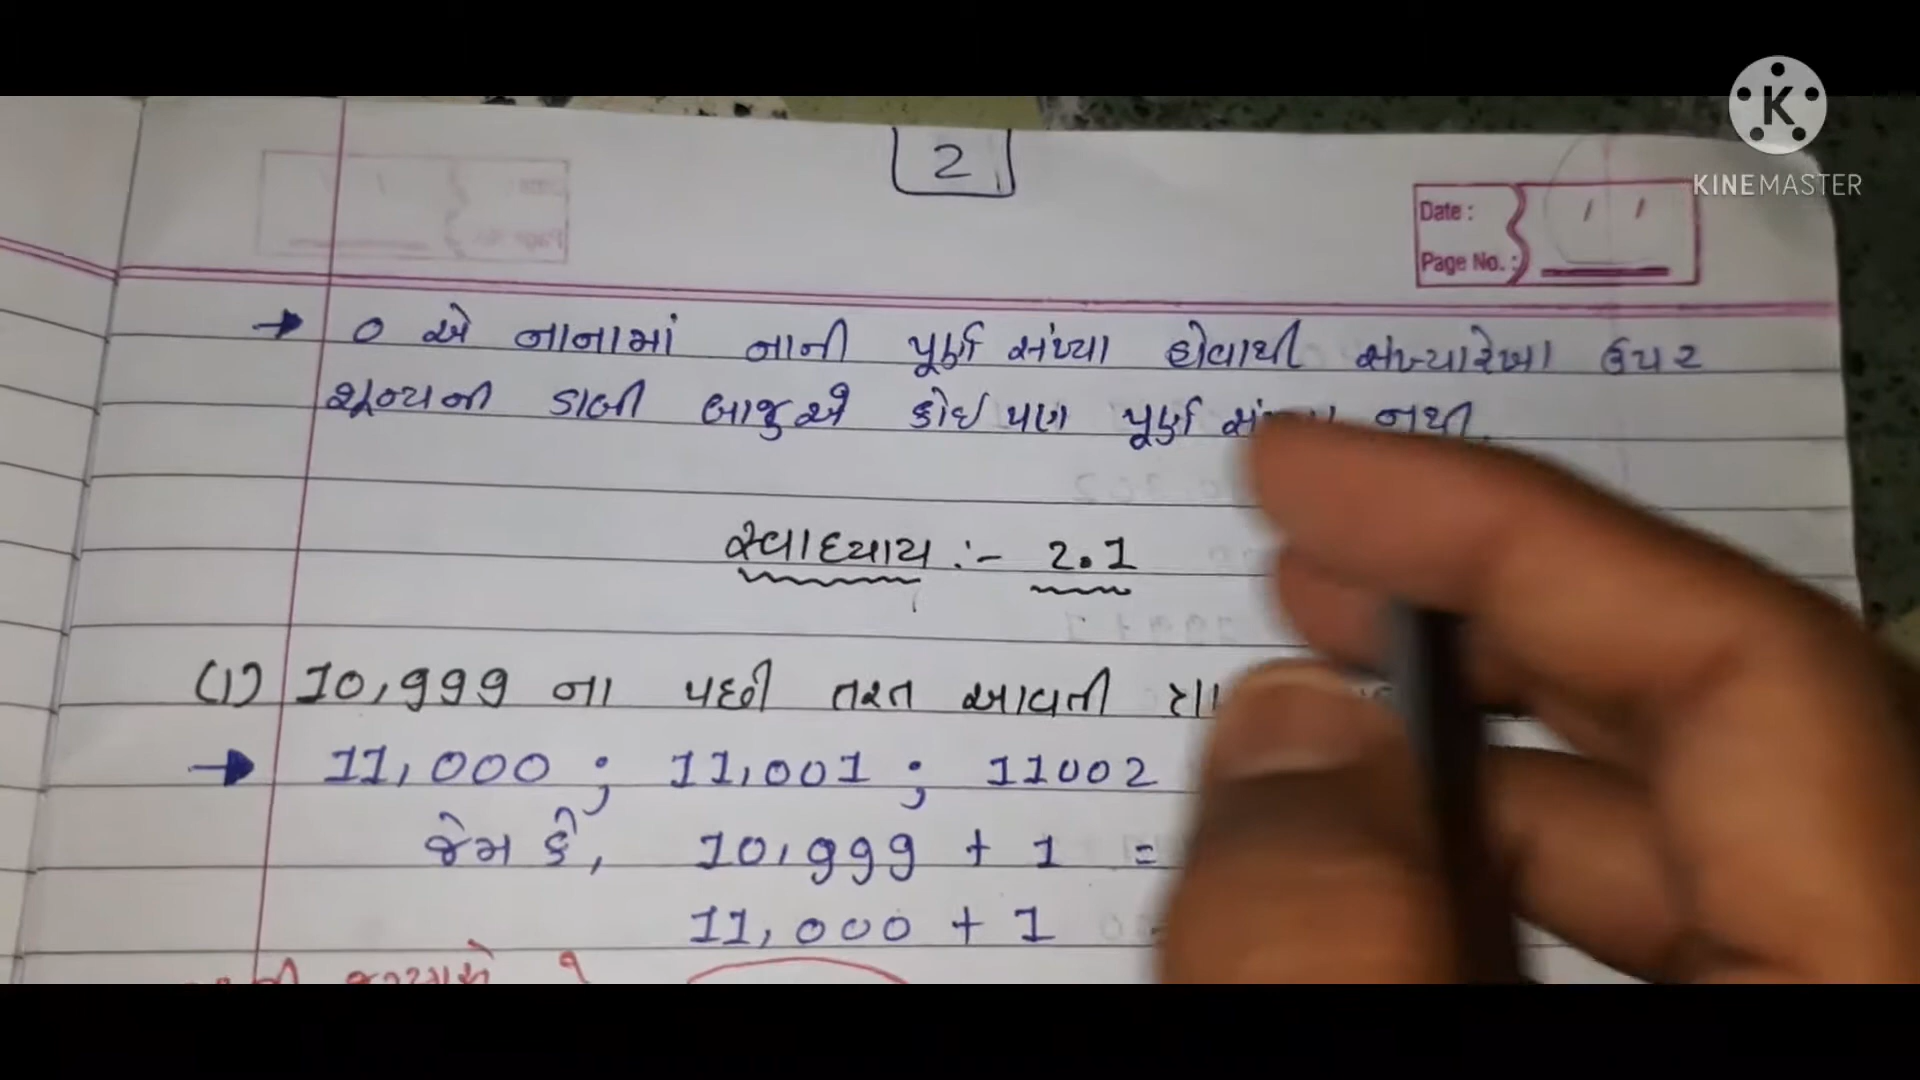 K
KINEMASTER
2
Date :
Page No. :
→ 0 એ નાનામાં નાની પૂર્ણ સંખ્યા હોવાથી સંખ્યારેખા ઉપર
શૂન્યની ડાબી બાજુએ કોઈ પણ પૂર્ણ નથી.
સ્વાધ્યાય :- 2.1
(1) 10,999 ના પછી તરત આવતી
→ 11,000 ; 11,001 ; 11002
જેમ કે, 10,999 + 1 =
11,000 + 1